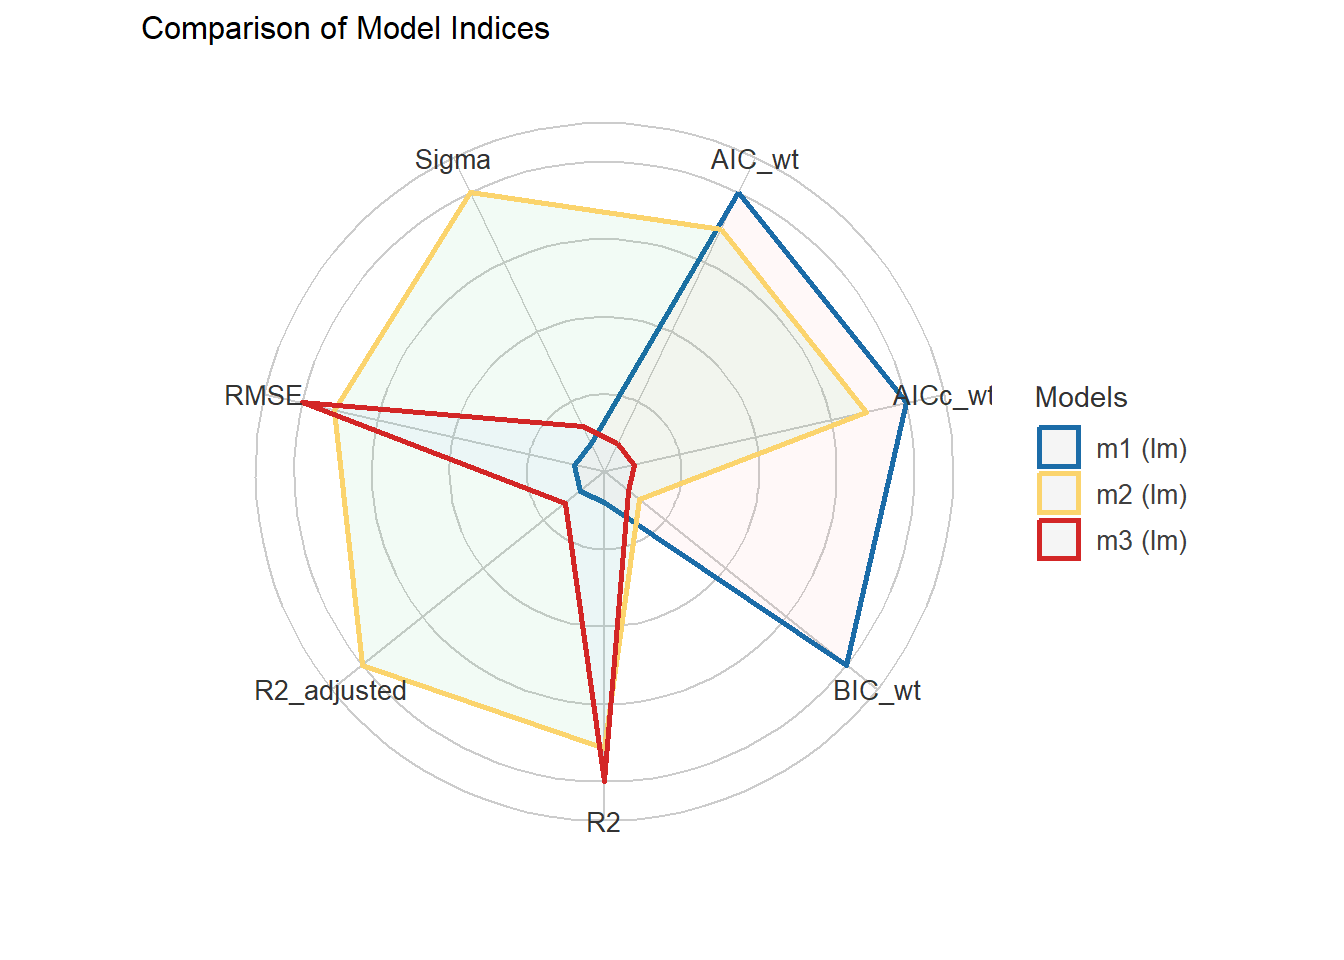 Comparison of Model Indices
Sigma
AIC_wt
RMSE
AICc_wt
Models
m1 (lm)
m2 (lm)
m3 (lm)
R2_adjusted
BIC_wt
R2